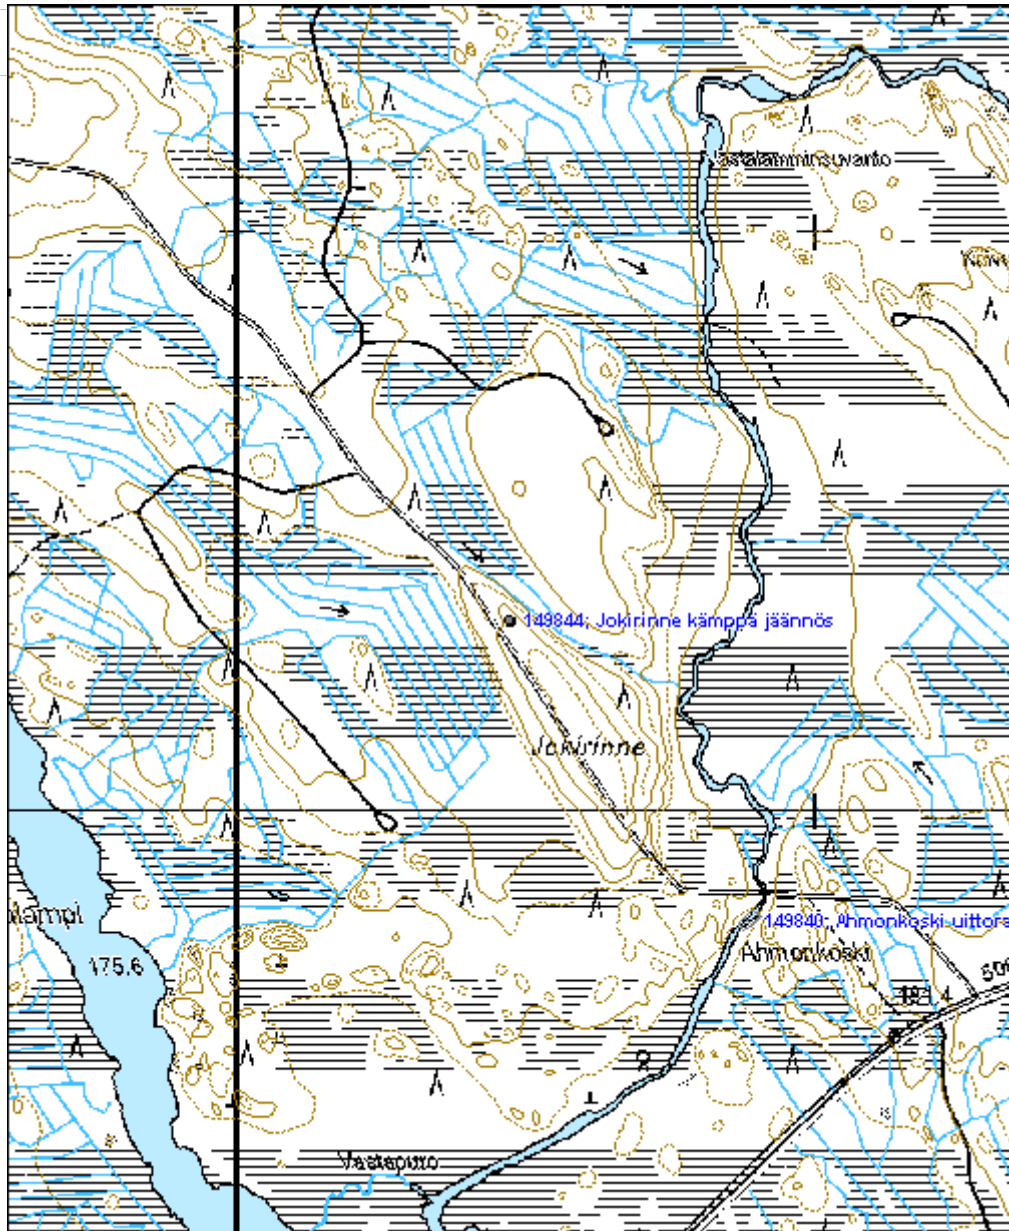 149844; Jokirinne kämppä jäännös
Jokirinne
175.6
149840; Ahmonkoski uittora
Ahmonkoski
Vastapuro